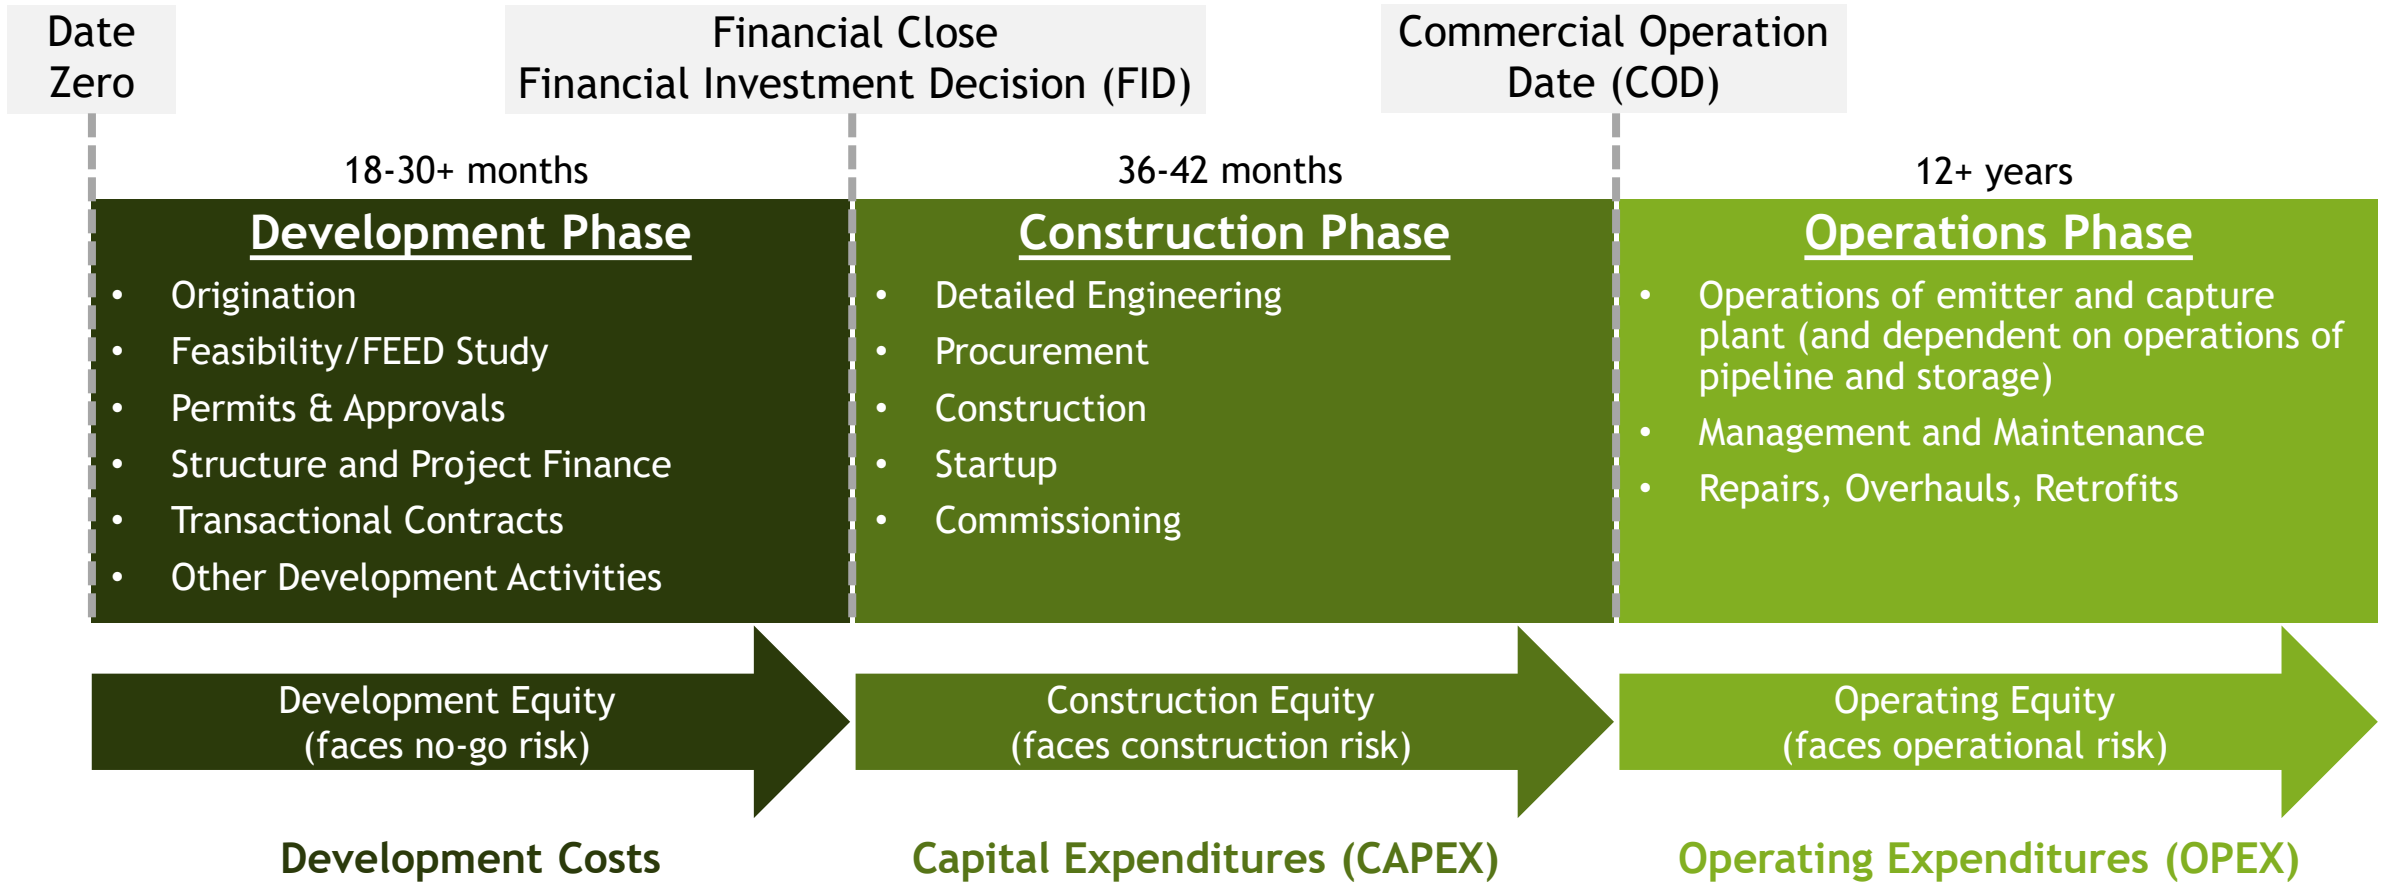 Date
Zero
Financial Close
Financial Investment Decision (FID)
Commercial Operation
Date (COD)
18-30+ months
36-42 months
12+ years
Development Phase
• Origination
• Feasibility/FEED Study
• Permits & Approvals
• Structure and Project Finance
• Transactional Contracts
• Other Development Activities
Construction Phase
• Detailed Engineering
• Procurement
• Construction
• Startup
• Commissioning
Operations Phase
• Operations of emitter and capture
plant (and dependent on operations of
pipeline and storage)
• Management and Maintenance
• Repairs, Overhauls, Retrofits
Development Equity
(faces no-go risk)
Construction Equity
(faces construction risk)
Operating Equity
(faces operational risk)
Development Costs
Capital Expenditures (CAPEX)
Operating Expenditures (OPEX)